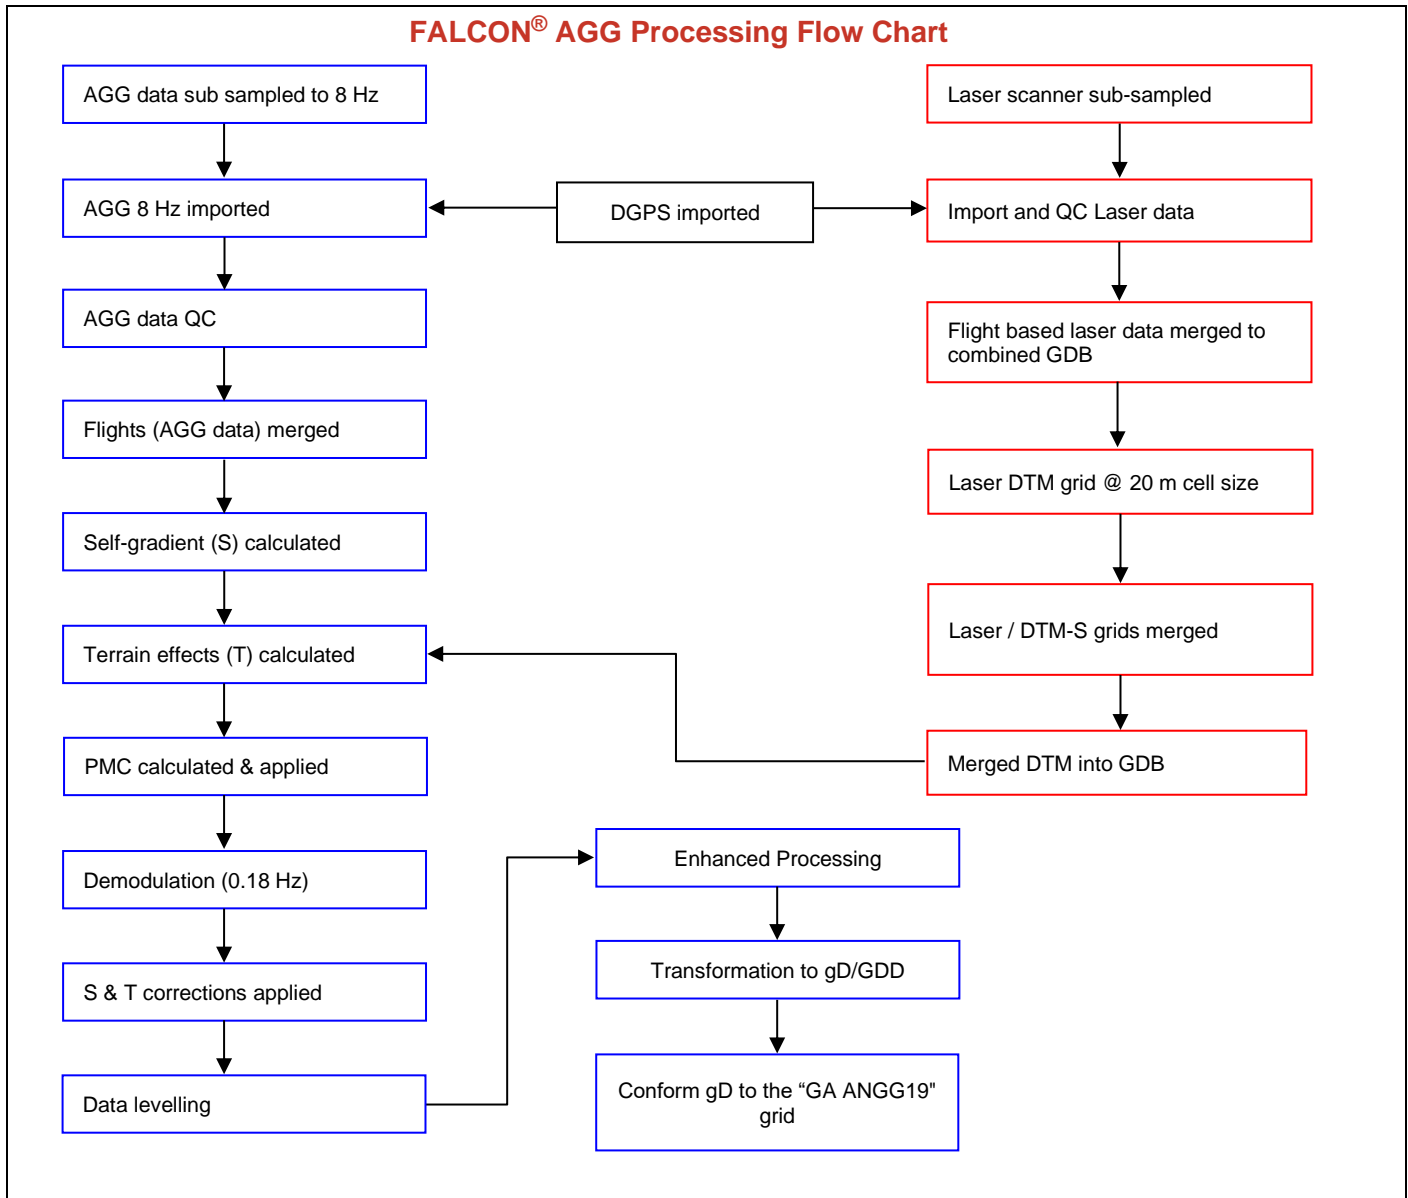 FALCON® AGG Processing Flow Chart
AGG data sub sampled to 8 Hz
AGG 8 Hz imported
AGG data QC
Flights (AGG data) merged
Self-gradient (S) calculated
Terrain effects (T) calculated
PMC calculated & applied
Demodulation (0.18 Hz)
S & T corrections applied
Data levelling
DGPS imported
Laser scanner sub-sampled
Import and QC Laser data
Flight based laser data merged to
combined GDB
Laser DTM grid @ 20 m cell size
Laser / DTM-S grids merged
Merged DTM into GDB
Enhanced Processing
Transformation to gD/GDD
Conform gD to the “GA ANGG19"
grid